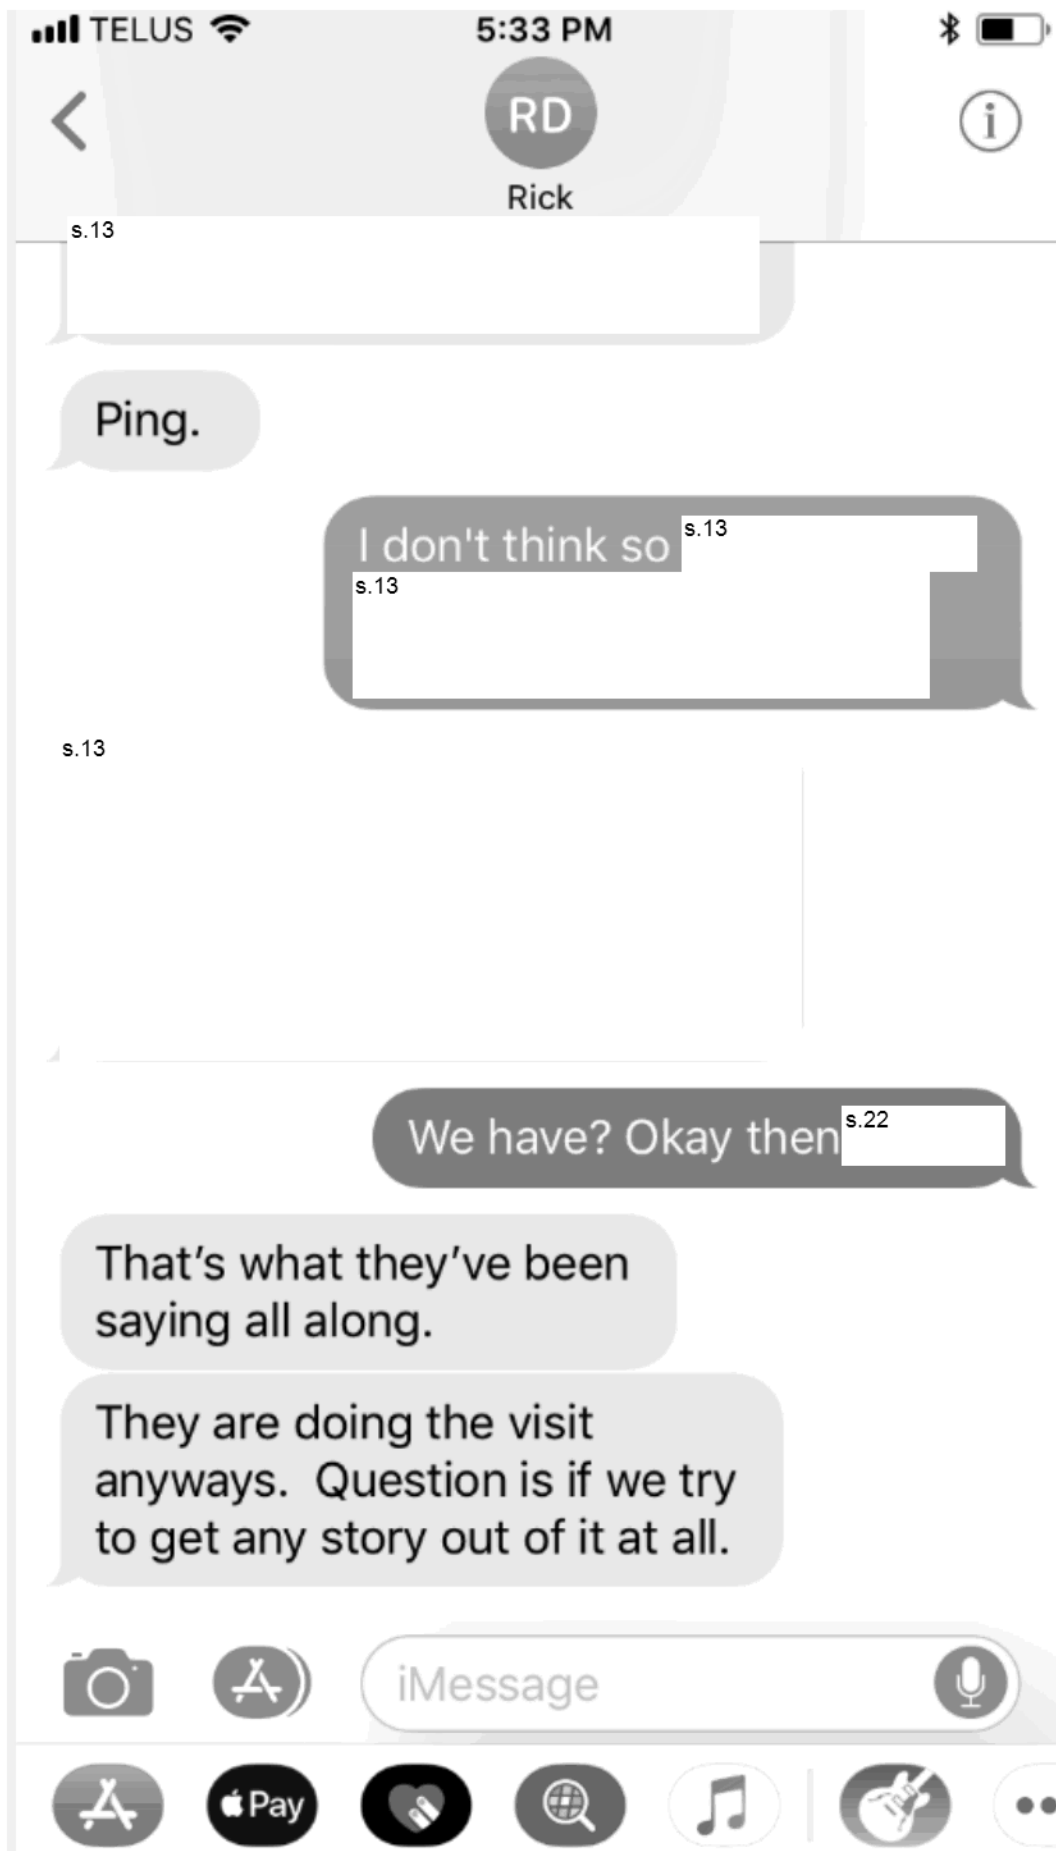 TELUS 5:33 PM
RD
i
Rick
s.13
Ping.
I don't think so s.13
s.13
s.13
We have? Okay then s.22
That’s what they’ve been
saying all along.
They are doing the visit
anyways.  Question is if we try
to get any story out of it at all.
iMessage
Pay